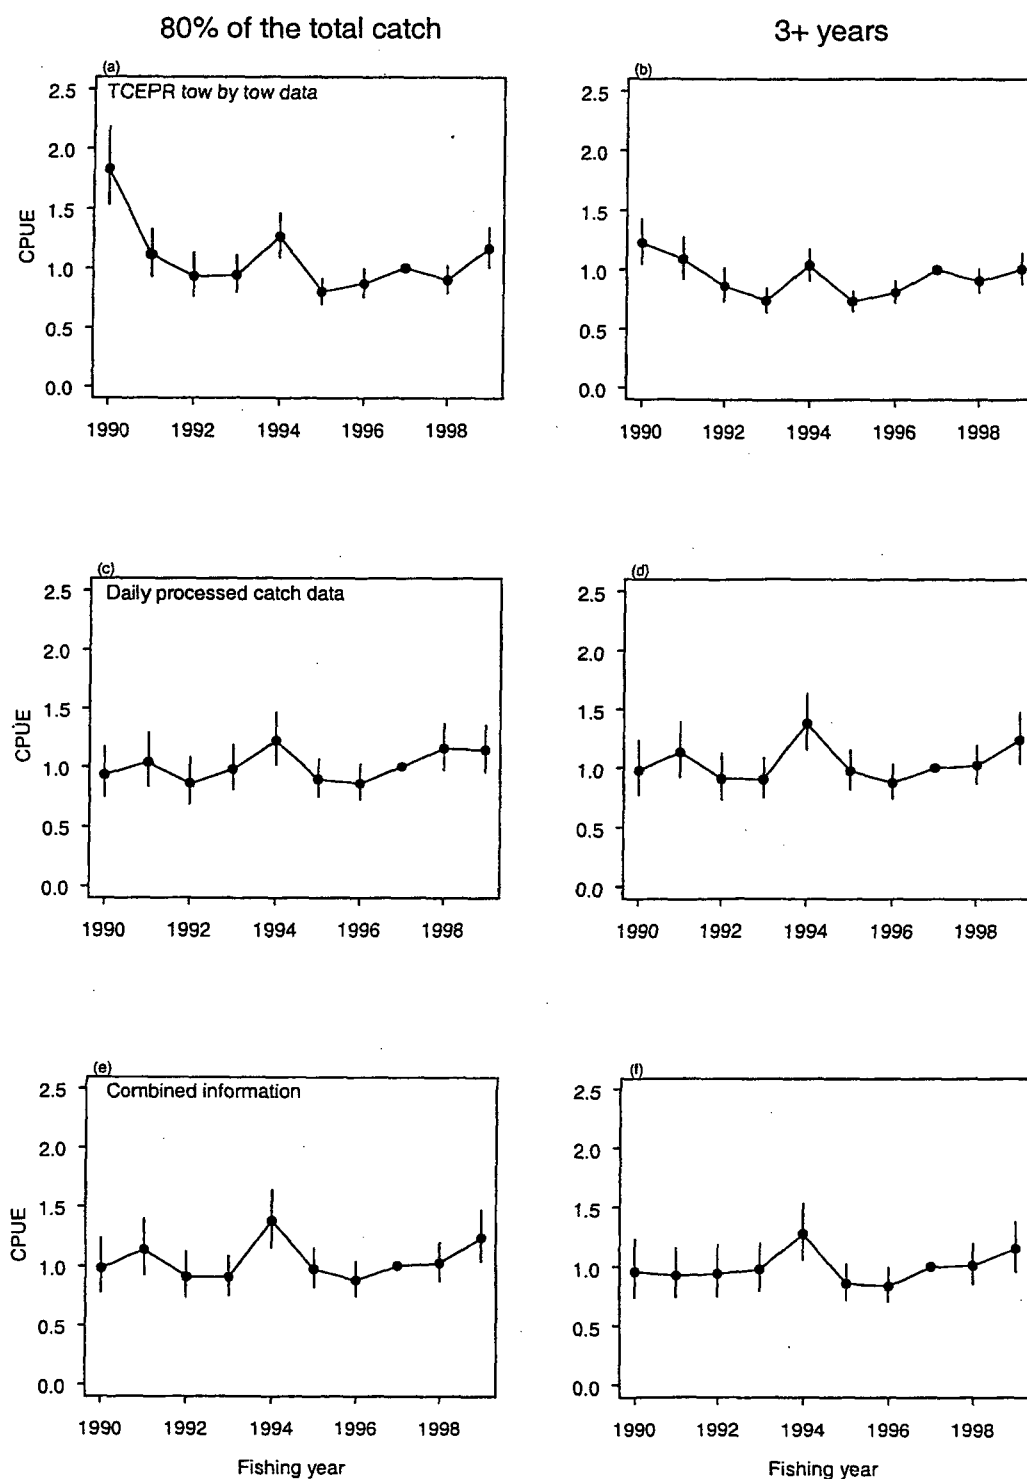 80% of the total catch
3+ years
(a)
TCEPR tow by tow data
2.5
2.0
1.5
1.0
0.5
0.0
CPUE
1990 1992 1994 1996 1998
(b)
2.5
2.0
1.5
1.0
0.5
0.0
1990 1992 1994 1996 1998
(c)
Daily processed catch data
2.5
2.0
1.5
1.0
0.5
0.0
CPUE
1990 1992 1994 1996 1998
(d)
2.5
2.0
1.5
1.0
0.5
0.0
1990 1992 1994 1996 1998
(e)
Combined information
2.5
2.0
1.5
1.0
0.5
0.0
CPUE
1990 1992 1994 1996 1998
Fishing year
(f)
2.5
2.0
1.5
1.0
0.5
0.0
1990 1992 1994 1996 1998
Fishing year